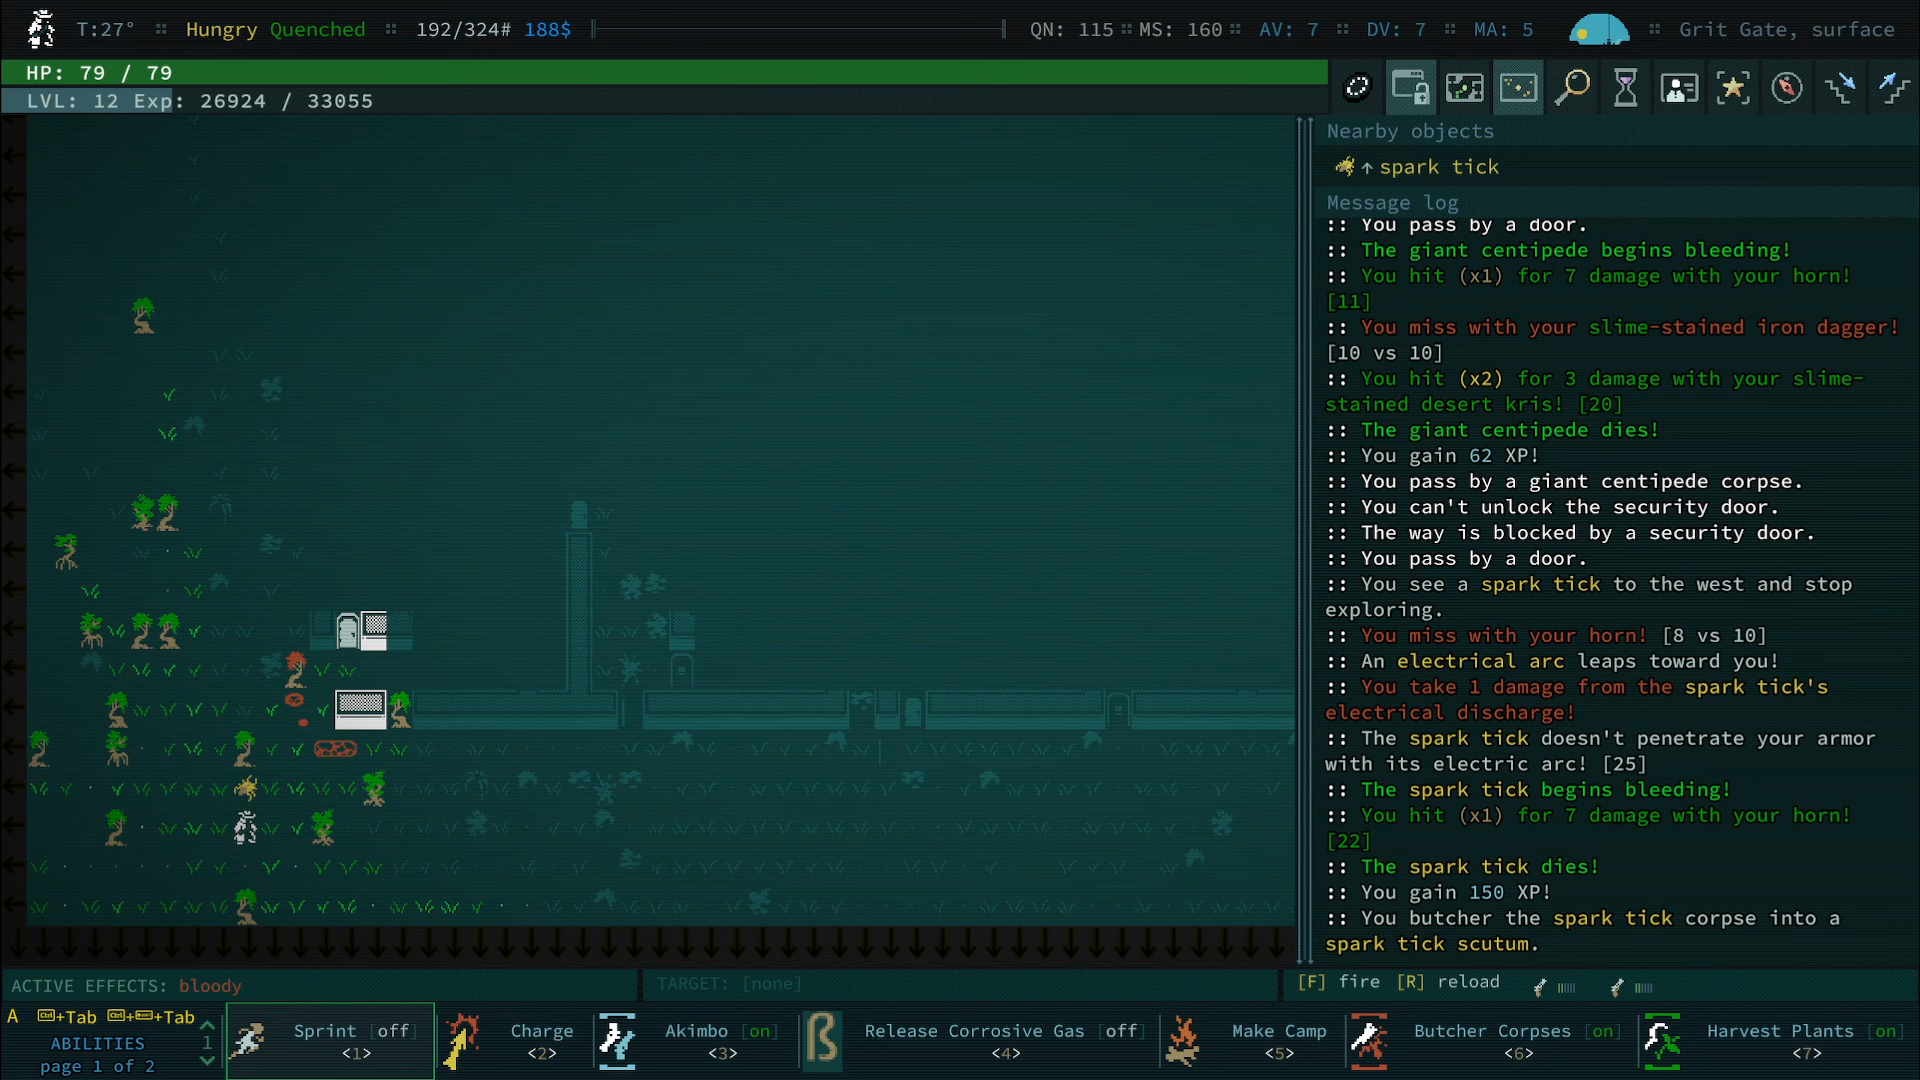 T:27° :: Hungry Quenched :: 192/324# 188$ QN: 115 :: MS: 160 :: AV: 7 :: DV: 7 :: MA: 5 :: Grit Gate, surface
HP: 79 / 79
LVL: 12 Exp: 26924 / 33055
Nearby objects
↑ spark tick
Message log
:: You pass by a door.
:: The giant centipede begins bleeding!
:: You hit (x1) for 7 damage with your horn!
[11]
:: You miss with your slime-stained iron dagger!
[10 vs 10]
:: You hit (x2) for 3 damage with your slime-
stained desert kris! [20]
:: The giant centipede dies!
:: You gain 62 XP!
:: You pass by a giant centipede corpse.
:: You can't unlock the security door.
:: The way is blocked by a security door.
:: You pass by a door.
:: You see a spark tick to the west and stop
exploring.
:: You miss with your horn! [8 vs 10]
:: An electrical arc leaps toward you!
:: You take 1 damage from the spark tick's
electrical discharge!
:: The spark tick doesn't penetrate your armor
with its electric arc! [25]
:: The spark tick begins bleeding!
:: You hit (x1) for 7 damage with your horn!
[22]
:: The spark tick dies!
:: You gain 150 XP!
:: You butcher the spark tick corpse into a
spark tick scutum.
ACTIVE EFFECTS: bloody
TARGET: [none]
[F] fire [R] reload
A Ctrl+Tab Ctrl+ +Tab
ABILITIES 1
page 1 of 2
Sprint [off]
<1>
Charge
<2>
Akimbo [on]
<3>
Release Corrosive Gas [off]
<4>
Make Camp
<5>
Butcher Corpses [on]
<6>
Harvest Plants [on]
<7>